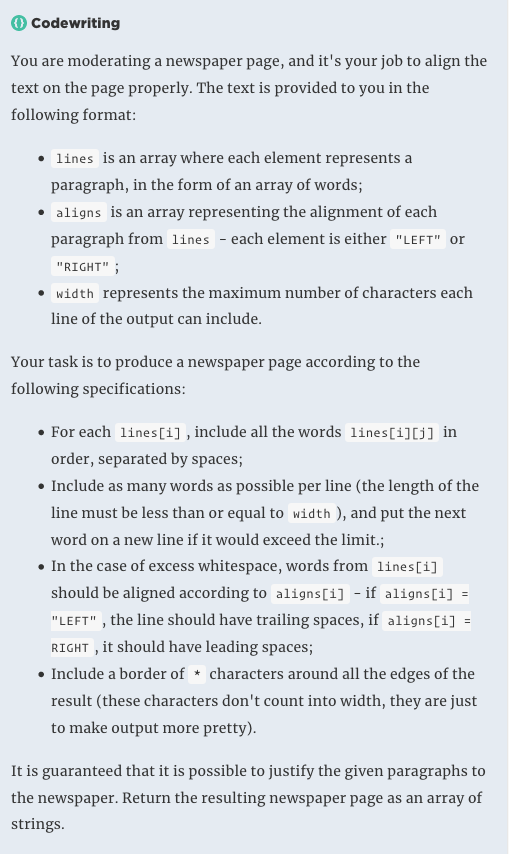 Codewriting
You are moderating a newspaper page, and it's your job to align the
text on the page properly. The text is provided to you in the
following format:
• lines is an array where each element represents a
paragraph, in the form of an array of words;
• aligns is an array representing the alignment of each
paragraph from lines – each element is either "LEFT" or
"RIGHT" ;
• width represents the maximum number of characters each
line of the output can include.
Your task is to produce a newspaper page according to the
following specifications:
• For each lines[i] , include all the words lines[i][j] in
order, separated by spaces;
• Include as many words as possible per line (the length of the
line must be less than or equal to width ), and put the next
word on a new line if it would exceed the limit.;
• In the case of excess whitespace, words from lines[i]
should be aligned according to aligns[i] - if aligns[i] =
"LEFT" , the line should have trailing spaces, if aligns[i] =
RIGHT , it should have leading spaces;
• Include a border of * characters around all the edges of the
result (these characters don't count into width, they are just
to make output more pretty).
It is guaranteed that it is possible to justify the given paragraphs to
the newspaper. Return the resulting newspaper page as an array of
strings.